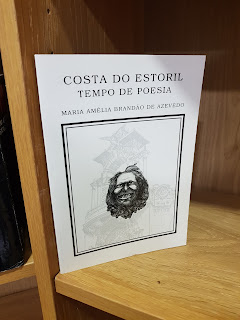 COSTA DO ESTORIL
TEMPO DE POESIA
MARIA AMÉLIA BRANDÃO DE AZEVEDO